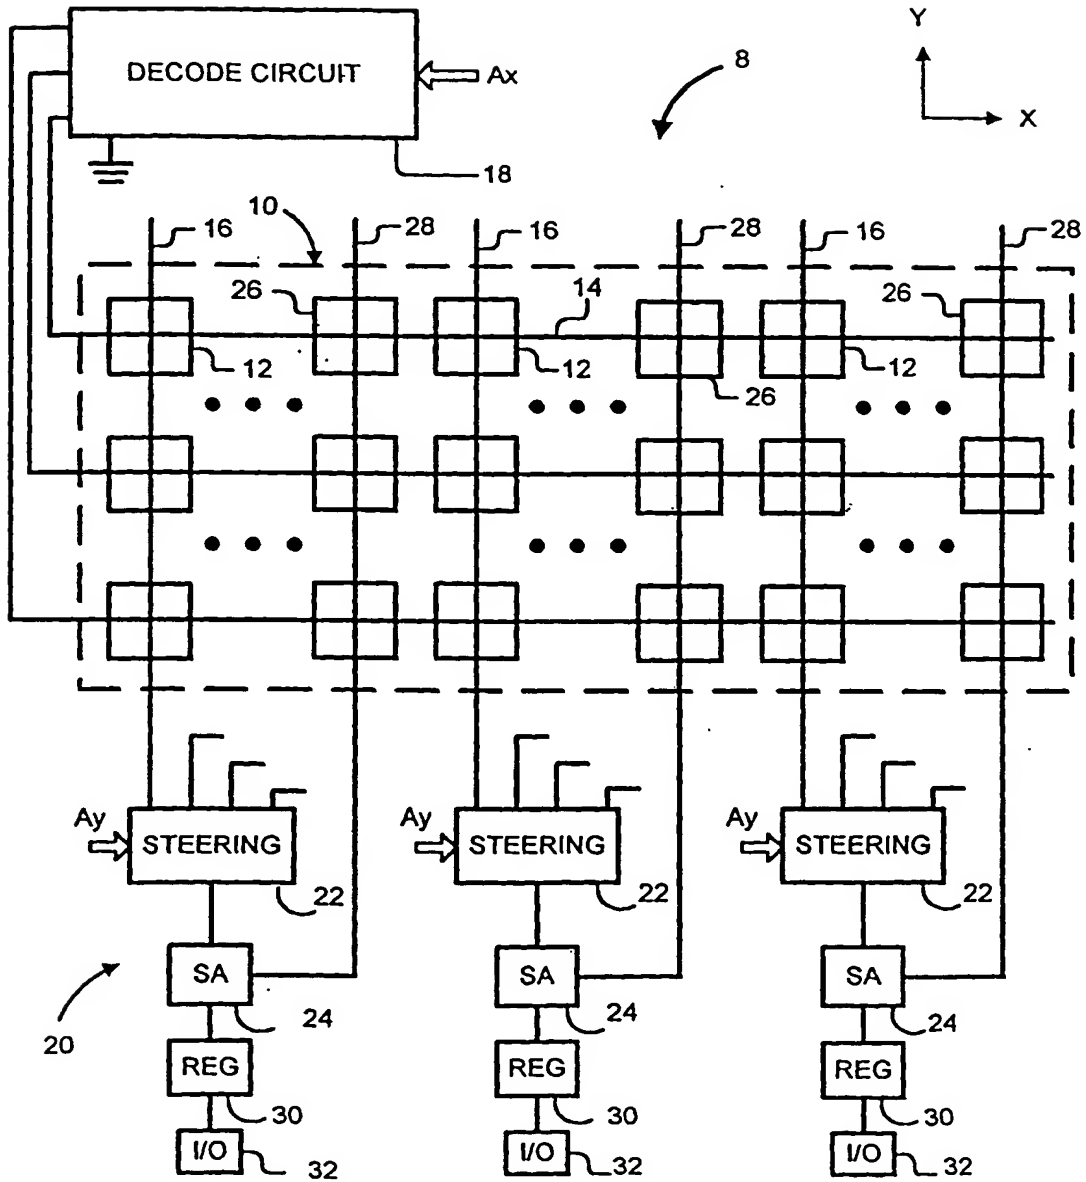 Y
DECODE CIRCUIT
Ax
8
X
18
16
10
28
16
28
16
28
26
14
26
12
12
12
26
Ay
STEERING
22
Ay
STEERING
22
Ay
STEERING
22
SA
24
SA
24
SA
24
20
REG
30
REG
30
REG
30
I/O
32
I/O
32
I/O
32